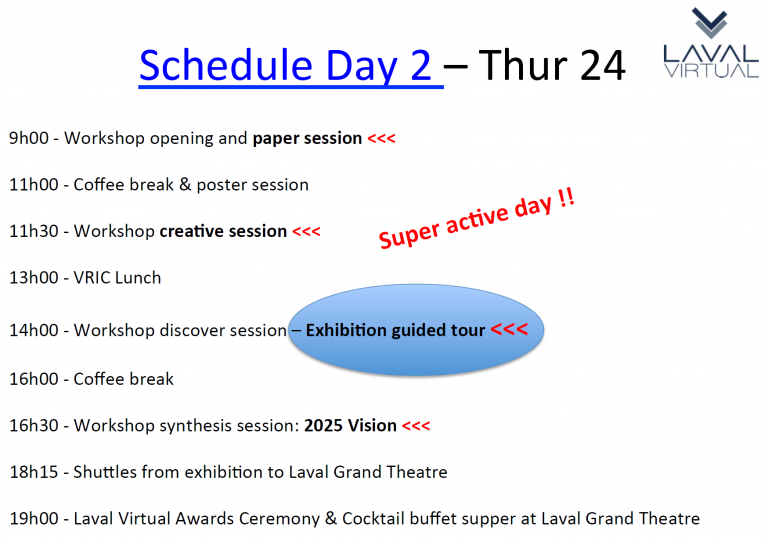 Schedule Day 2 – Thur 24
LAVAL
VIRTUAL
9h00 - Workshop opening and paper session <<<
11h00 - Coffee break & poster session
Super active day !!
11h30 - Workshop creative session <<<
13h00 - VRIC Lunch
14h00 - Workshop discover session – Exhibition guided tour <<<
16h00 - Coffee break
16h30 - Workshop synthesis session: 2025 Vision <<<
18h15 - Shuttles from exhibition to Laval Grand Theatre
19h00 - Laval Virtual Awards Ceremony & Cocktail buffet supper at Laval Grand Theatre